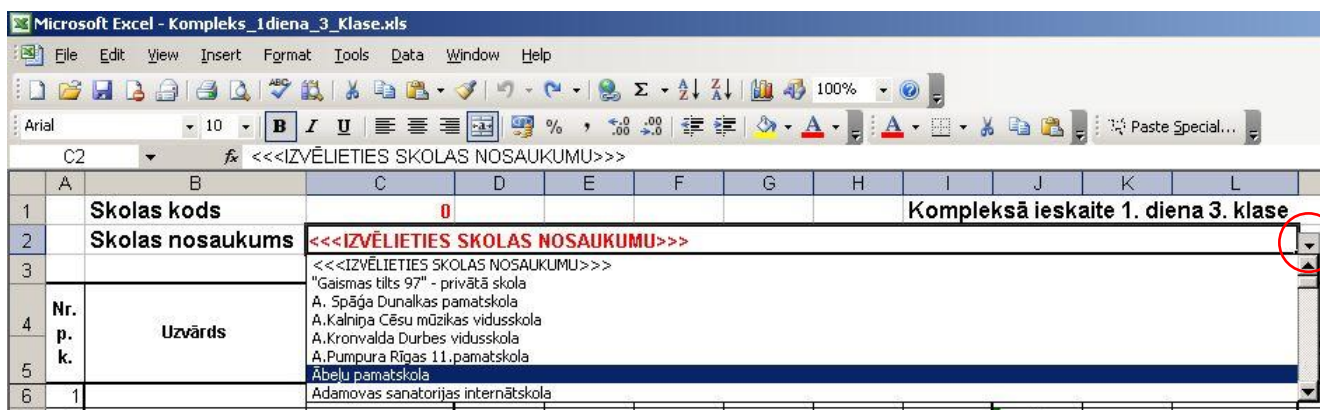 Microsoft Excel - Kompleks_1diena_3_Klase.xls
File Edit View Insert Format Tools Data Window Help
ABC Σ A Z Z A 100%
Arial 10 B I U % , .00 A A Paste Special...
C2 fx <<<IZVĒLIETIES SKOLAS NOSAUKUMU>>>
A B C D E F G H I J K L
1 Skolas kods 0 Kompleksā ieskaite 1. diena 3. klase
2 Skolas nosaukums <<<IZVĒLIETIES SKOLAS NOSAUKUMU>>>
3 <<<IZVĒLIETIES SKOLAS NOSAUKUMU>>>
"Gaismas tilts 97" - privātā skola
A. Spāģa Dunalkas pamatskola
A.Kalniņa Cēsu mūzikas vidusskola
A.Kronvalda Durbes vidusskola
A.Pumpura Rīgas 11.pamatskola
Ābeļu pamatskola
Adamovas sanatorijas internātskola
4 Nr.
p.
k. Uzvārds
5
6 1